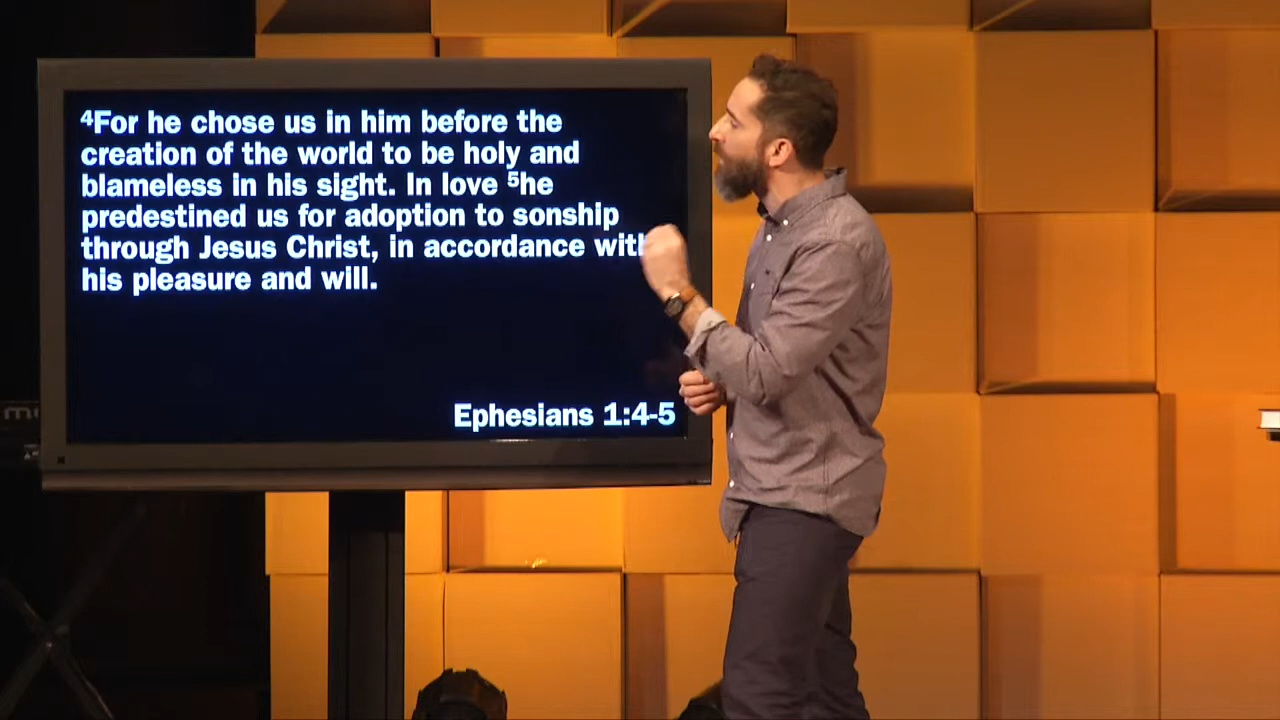 ⁴For he chose us in him before the
creation of the world to be holy and
blameless in his sight. In love ⁵he
predestined us for adoption to sonship
through Jesus Christ, in accordance with
his pleasure and will.
Ephesians 1:4-5